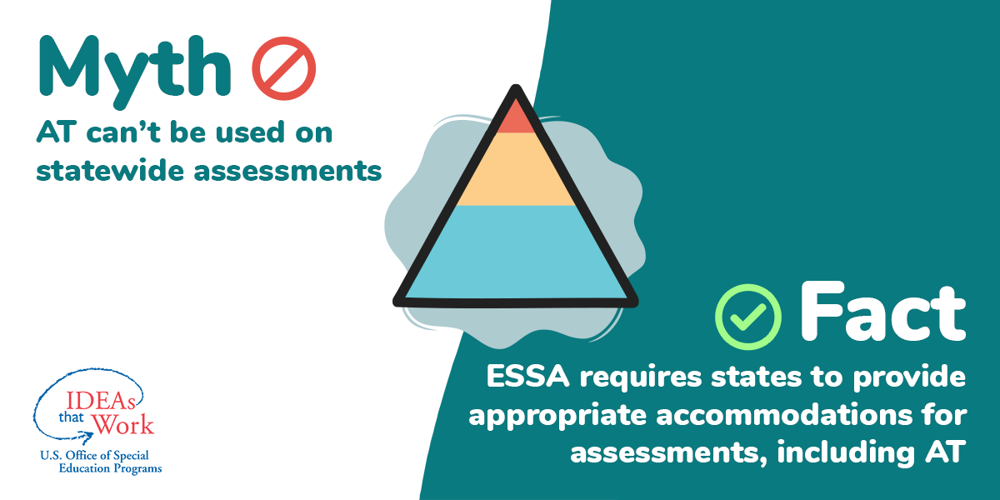 Myth
AT can’t be used on
statewide assessments
Fact
ESSA requires states to provide
appropriate accommodations for
assessments, including AT
IDEAs
that Work
U.S. Office of Special
Education Programs